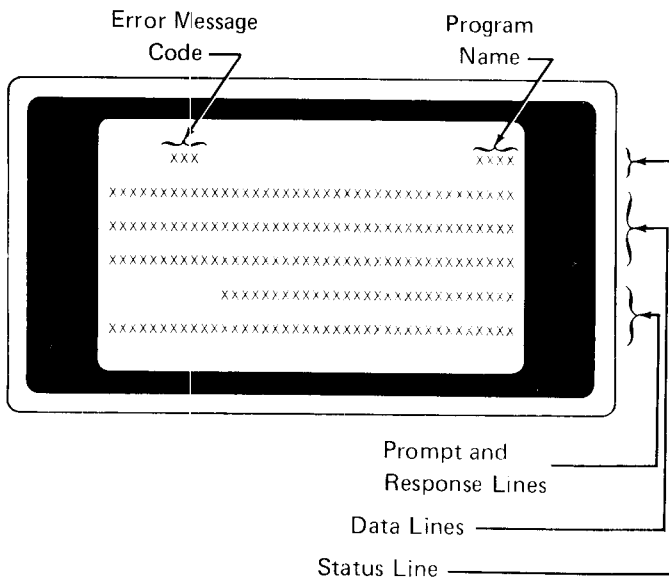 Error Message
Code
Program
Name
XXX
XXXX
XXXXXXXXXXXXXXXXXXXXXXXXXXXXXXXXXXXXXXXX
XXXXXXXXXXXXXXXXXXXXXXXXXXXXXXXXXXXXXXXX
XXXXXXXXXXXXXXXXXXXXXXXXXXXXXXXXXXXXXXXX
XXXXXXXXXXXXXXXXXXXXXXXXXXXXX
XXXXXXXXXXXXXXXXXXXXXXXXXXXXXXXXXXXXXXXX
Prompt and
Response Lines
Data Lines
Status Line